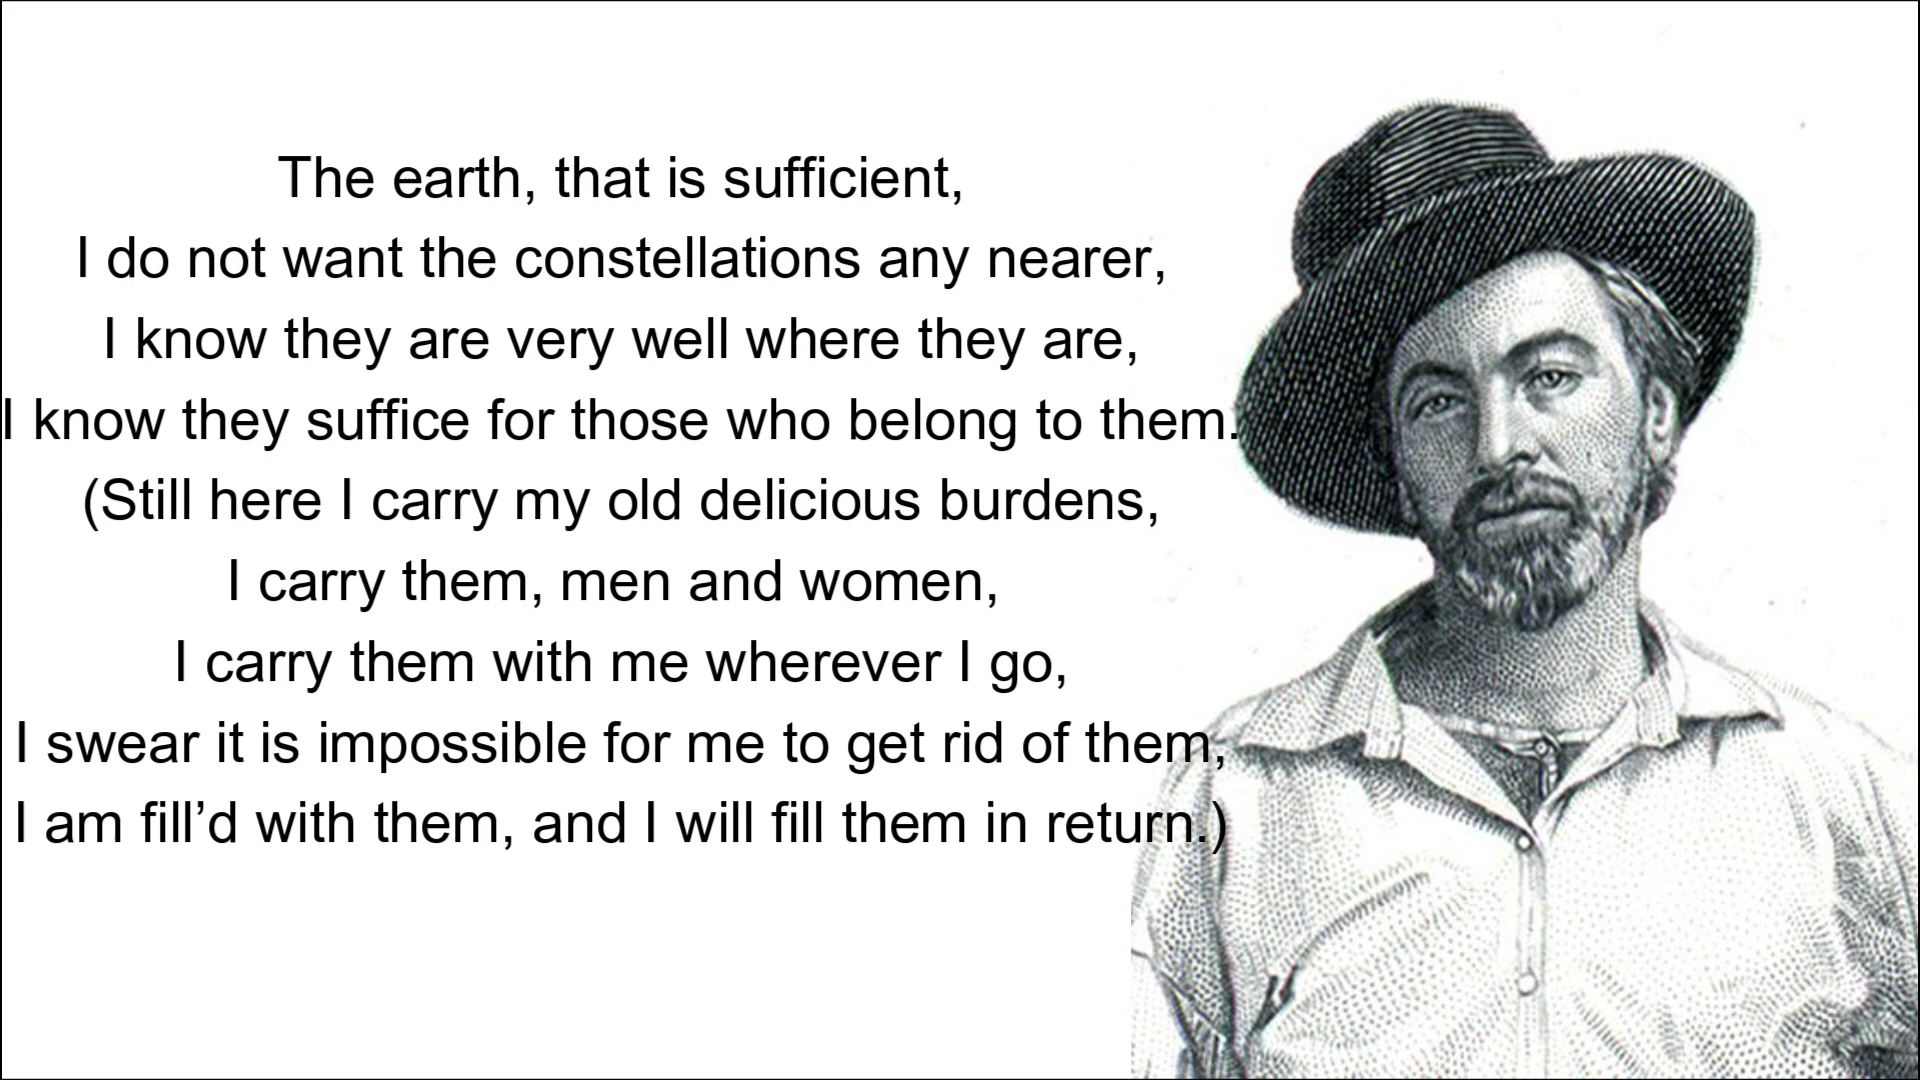 The earth, that is sufficient,
I do not want the constellations any nearer,
I know they are very well where they are,
I know they suffice for those who belong to them.
(Still here I carry my old delicious burdens,
I carry them, men and women,
I carry them with me wherever I go,
I swear it is impossible for me to get rid of them,
I am fill’d with them, and I will fill them in return.)